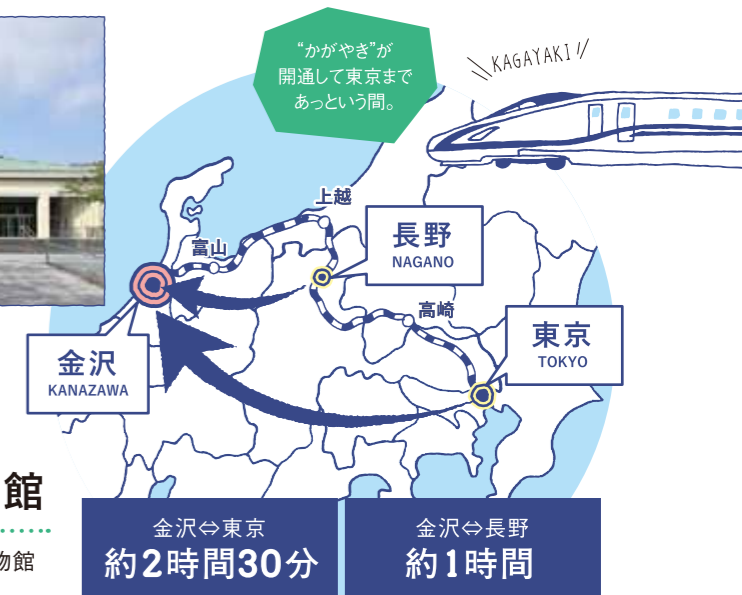 “かがやき”が
開通して東京まで
あっという間。
KAGAYAKI
上越
長野
NAGANO
富山
高崎
東京
TOKYO
金沢
KANAZAWA
館
物館
金沢⇔東京
約2時間30分
金沢⇔長野
約1時間